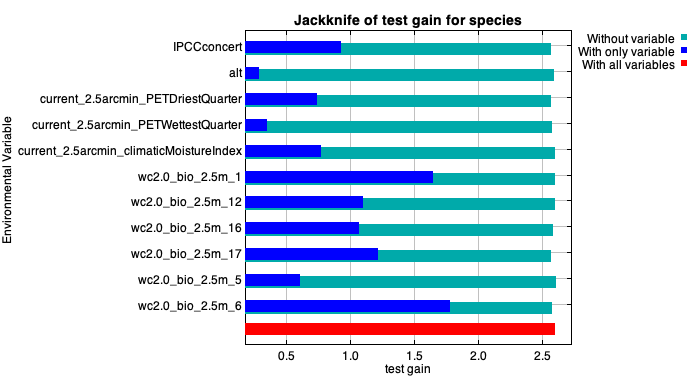 Jackknife of test gain for species
Without variable
With only variable
With all variables
Environmental Variable
IPCCconcert
alt
current_2.5arcmin_PETDriestQuarter
current_2.5arcmin_PETWettestQuarter
current_2.5arcmin_climaticMoistureIndex
wc2.0_bio_2.5m_1
wc2.0_bio_2.5m_12
wc2.0_bio_2.5m_16
wc2.0_bio_2.5m_17
wc2.0_bio_2.5m_5
wc2.0_bio_2.5m_6
0.5 1.0 1.5 2.0 2.5
test gain